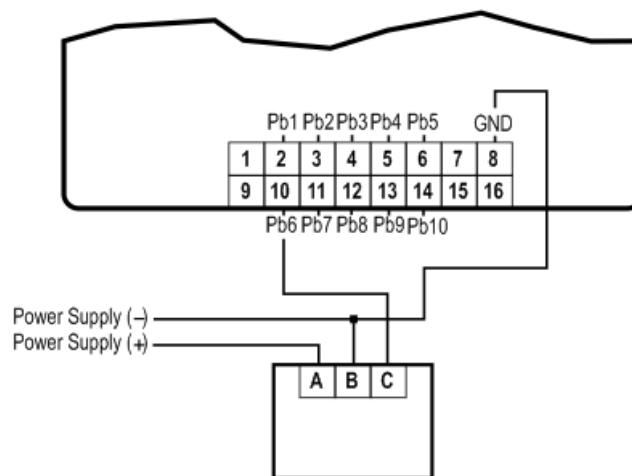 Pb1 Pb2 Pb3 Pb4 Pb5 GND
1 2 3 4 5 6 7 8
9 10 11 12 13 14 15 16
Pb6 Pb7 Pb8 Pb9 Pb10
Power Supply (–)
Power Supply (+)
A B C